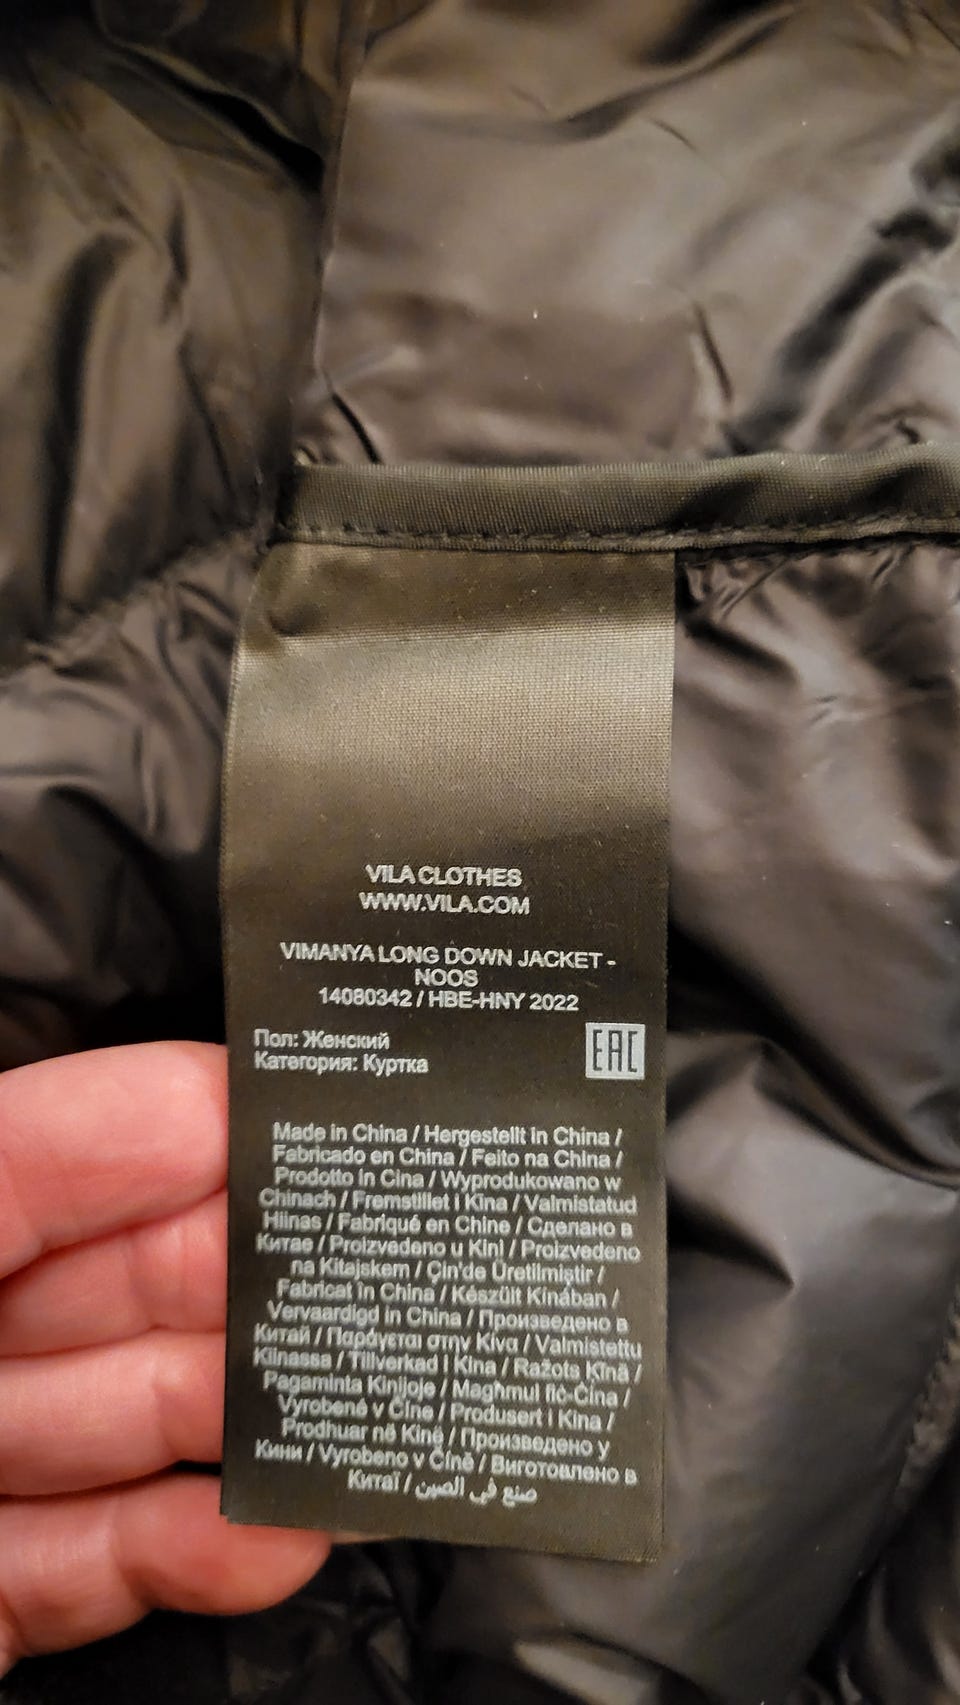 VILA CLOTHES
WWW.VILA.COM
VIMANYA LONG DOWN JACKET -
NOOS
14080342 / HBE-HNY 2022
Пол: Женский
Категория: Куртка
EAC
Made in China / Hergestellt in China /
Fabricado en China / Feito na China /
Prodotto in Cina / Wyprodukowano w
Chinach / Fremstillet i Kina / Valmistatud
Hiinas / Fabriqué en Chine / Сделано в
Китае / Proizvedeno u Kini / Proizvedeno
na Kitajskem / Çin'de Üretilmiştir /
Fabricat în China / Készült Kínában /
Vervaardigd in China / Произведено в
Китай / Παράγεται στην Κίνα / Valmistettu
Kiinassa / Tillverkad i Kina / Ražots Ķīnā /
Pagaminta Kinijoje / Magħmul fiċ-Ċina /
Vyrobené v Číne / Produsert i Kina /
Prodhuar në Kinë / Произведено у
Кини / Vyrobeno v Číně / Виготовлено в
Китаї / صنع في الصين